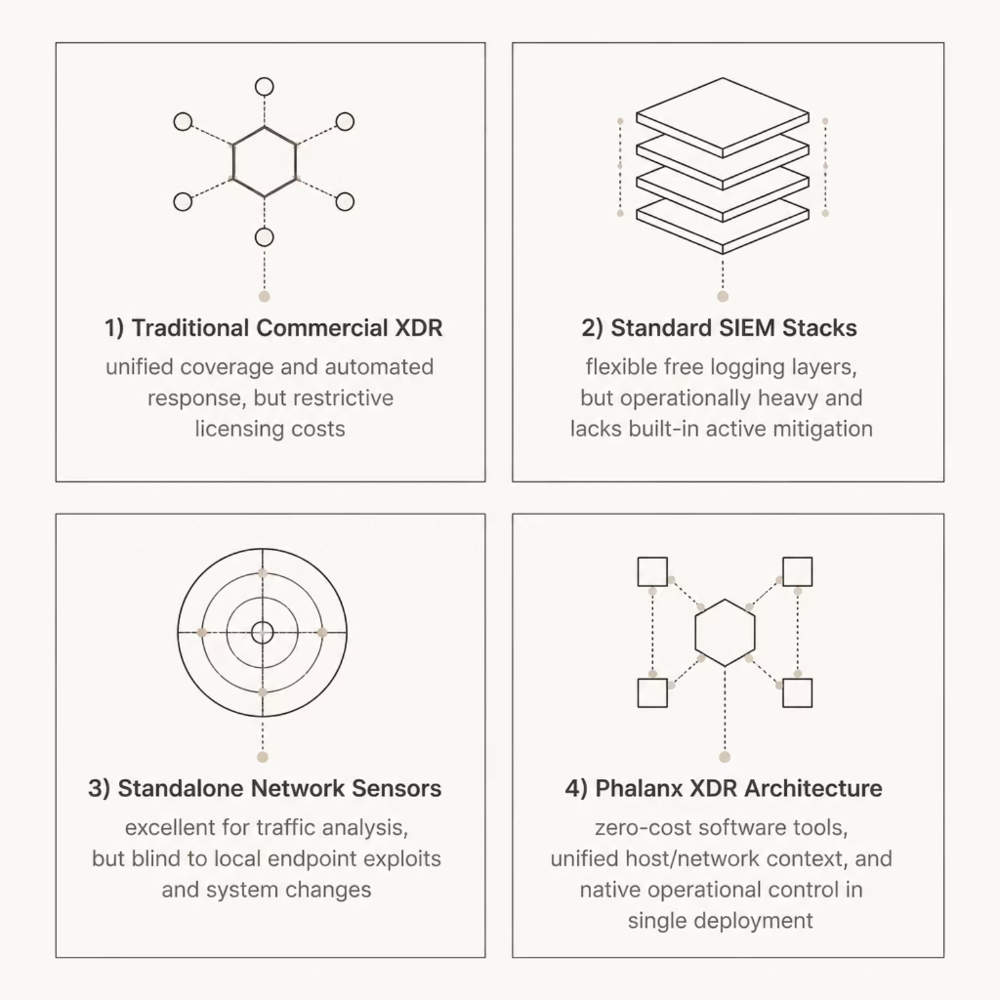 1) Traditional Commercial XDR
unified coverage and automated
response, but restrictive
licensing costs
2) Standard SIEM Stacks
flexible free logging layers,
but operationally heavy and
lacks built-in active mitigation
3) Standalone Network Sensors
excellent for traffic analysis,
but blind to local endpoint exploits
and system changes
4) Phalanx XDR Architecture
zero-cost software tools,
unified host/network context, and
native operational control in
single deployment